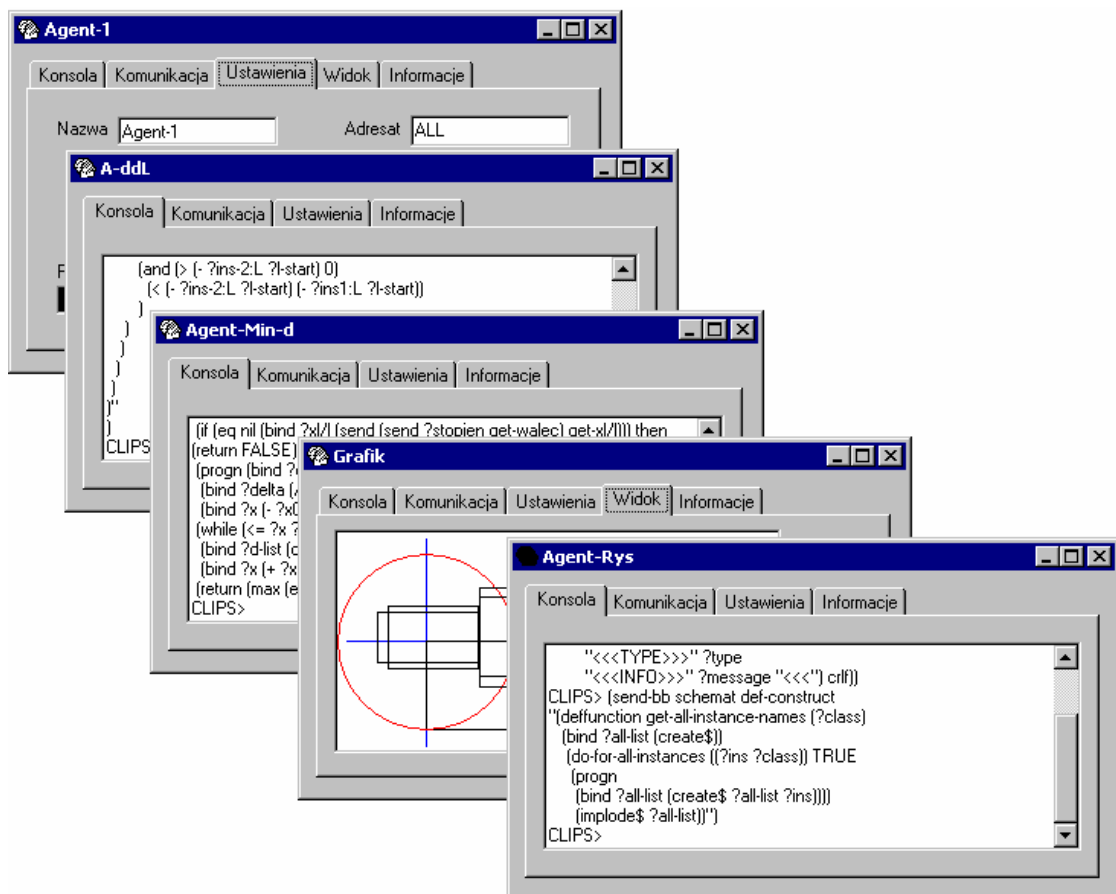 Agent-1
Konsola Komunikacja Ustawienia Widok Informacje
Nazwa Agent-1 Adresat ALL
A-ddL
Konsola Komunikacja Ustawienia Informacje
(and (> (- ?ins-2:L ?l-start) 0)
(< (- ?ins-2:L ?l-start) (- ?ins1:L ?l-start))
)
)
)
)
)
)"
)
CLIPS
Agent-Min-d
Konsola Komunikacja Ustawienia Informacje
(if (eq nil (bind ?xl/l (send (send ?stopien get-walec) get-xl/l))) then
(return FALSE)
(progn (bind
(bind ?delta
(bind ?x (-
(while (<= ?x
(bind ?d-list
(bind ?x (+
(return (max
CLIPS>
Grafik
Konsola Komunikacja Ustawienia Widok Informacje
Agent-Rys
Konsola Komunikacja Ustawienia Informacje
"<<<TYPE>>>" ?type
"<<<INFO>>>" ?message "<<<") crlf))
CLIPS> (send-bb schemat def-construct
"(deffunction get-all-instance-names (?class)
(bind ?all-list (create$))
(do-for-all-instances ((?ins ?class)) TRUE
(progn
(bind ?all-list (create$ ?all-list ?ins))))
(implode$ ?all-list))")
CLIPS>